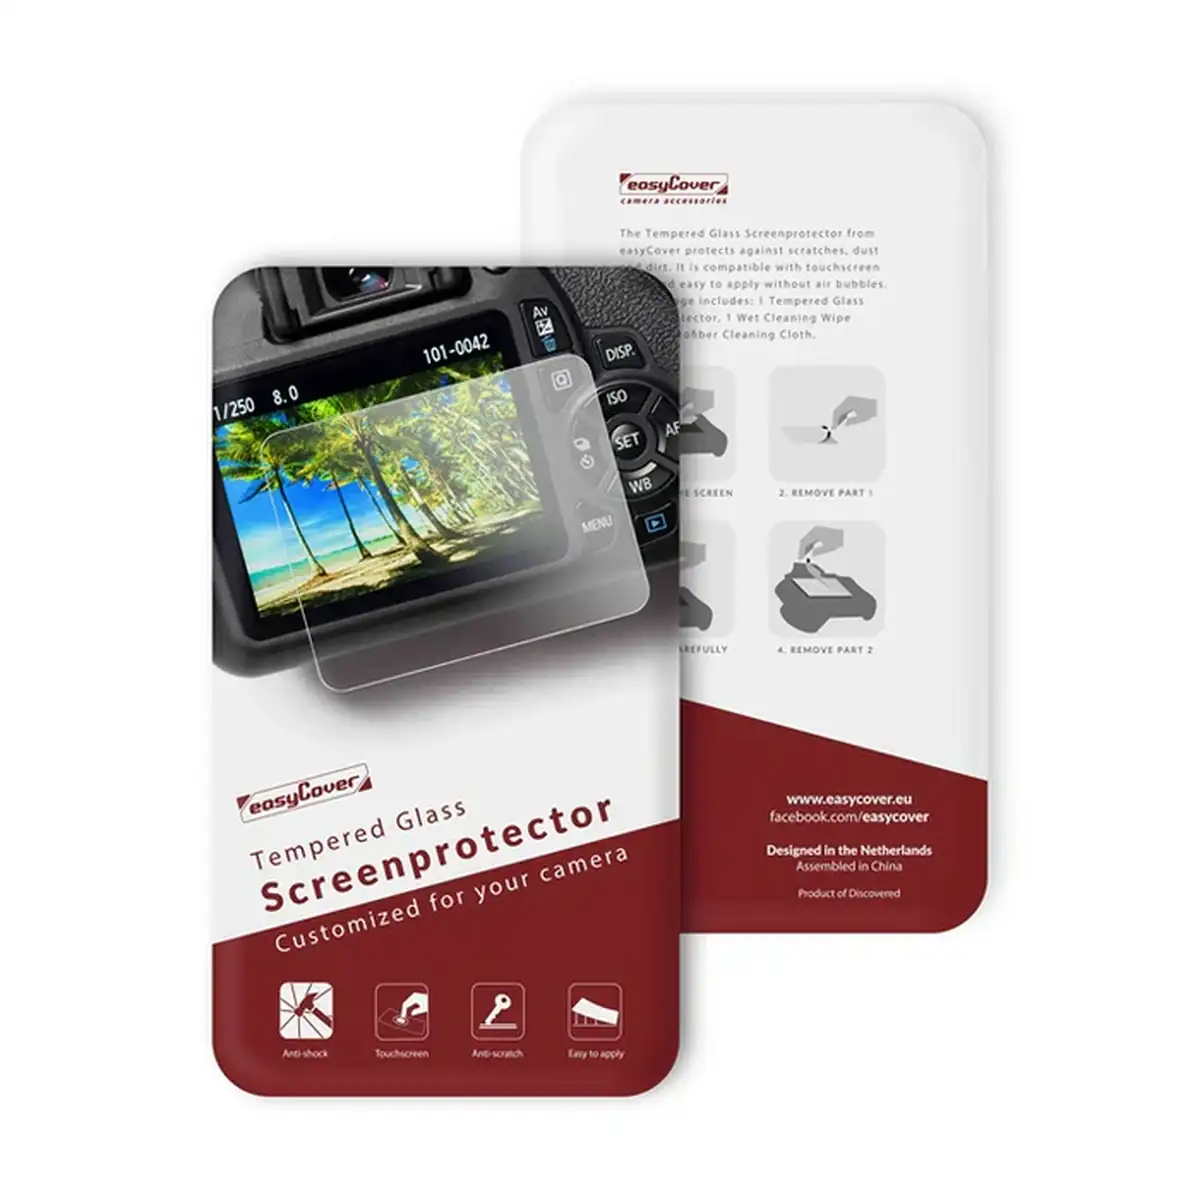 easyCover
camera accessories
The Tempered Glass Screenprotector from
easyCover protects against scratches, dust
dirt. It is compatible with touchscreen
easy to apply without air bubbles.
includes: 1 Tempered Glass
1 Wet Cleaning Wipe
Cleaning Cloth.
SCREEN
2. REMOVE PART 1
4. REMOVE PART 2
www.easycover.eu
facebook.com/easycover
Designed in the Netherlands
Assembled in China
Product of Discovered
1/250 8.0
101-0042
Av
DISP.
Q
ISO
AF
SET
WB
MENU
easyCover
Tempered Glass
Screenprotector
Customized for your camera
Anti-shock
Touchscreen
Anti-scratch
Easy to apply